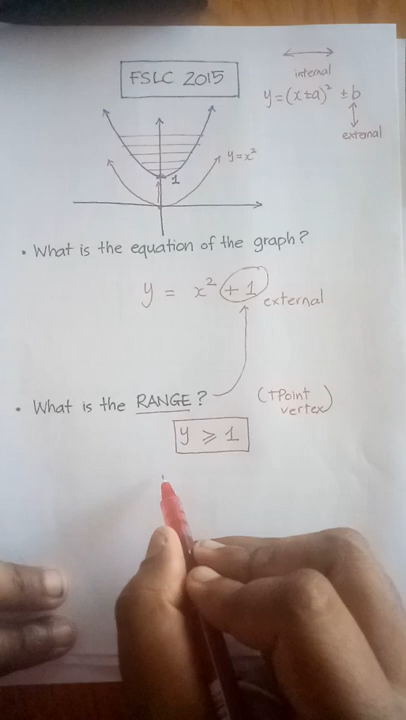 FSLC 2015
internal
y=(x±a)² ±b
external
y=x²
1
• What is the equation of the graph?
y = x² +1
external
• What is the RANGE?
(TPoint
vertex)
y ⩾ 1